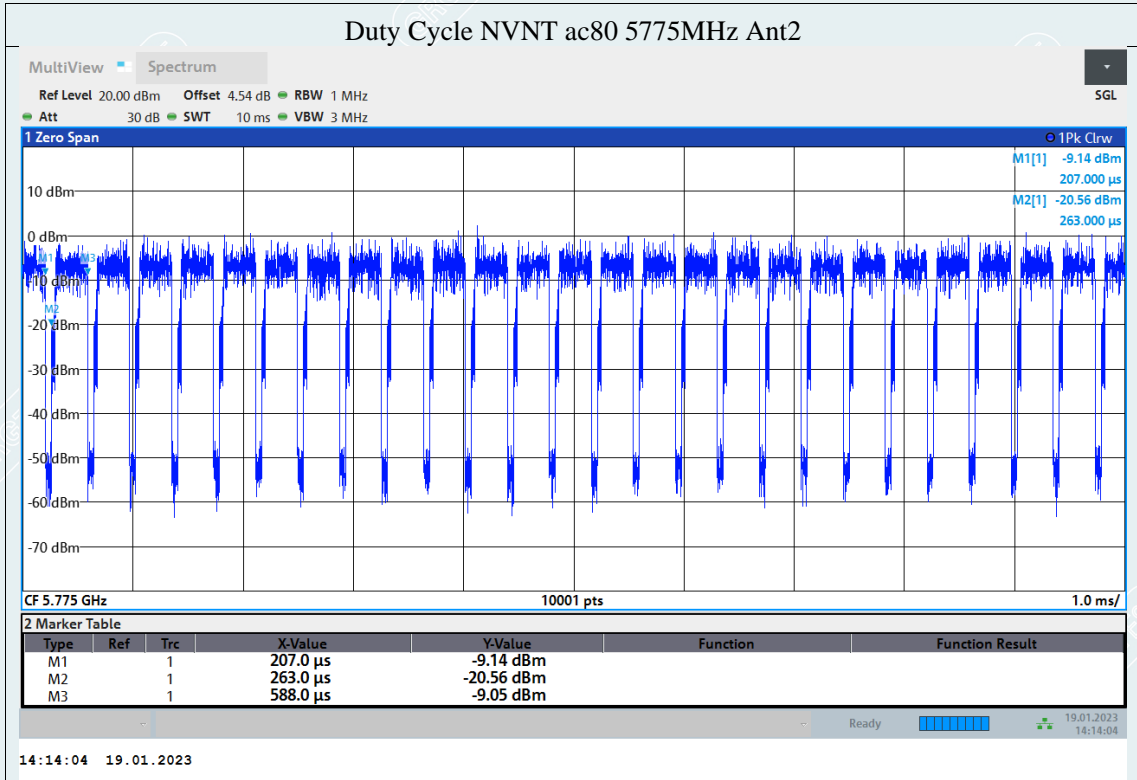 Duty Cycle NVNT ac80 5775MHz Ant2
MultiView Spectrum
Ref Level 20.00 dBm Offset 4.54 dB RBW 1 MHz
SGL
Att 30 dB SWT 10 ms VBW 3 MHz
1 Zero Span 1Pk Clrw
M1[1] -9.14 dBm
207.000 µs
M2[1] -20.56 dBm
263.000 µs
10 dBm
0 dBm
M1 M3
-10 dBm
M2
-20 dBm
-30 dBm
-40 dBm
-50 dBm
-60 dBm
-70 dBm
CF 5.775 GHz 10001 pts 1.0 ms/
2 Marker Table
Type Ref Trc X-Value Y-Value Function Function Result
M1 1 207.0 µs -9.14 dBm
M2 1 263.0 µs -20.56 dBm
M3 1 588.0 µs -9.05 dBm
Ready 19.01.2023
14:14:04
14:14:04 19.01.2023